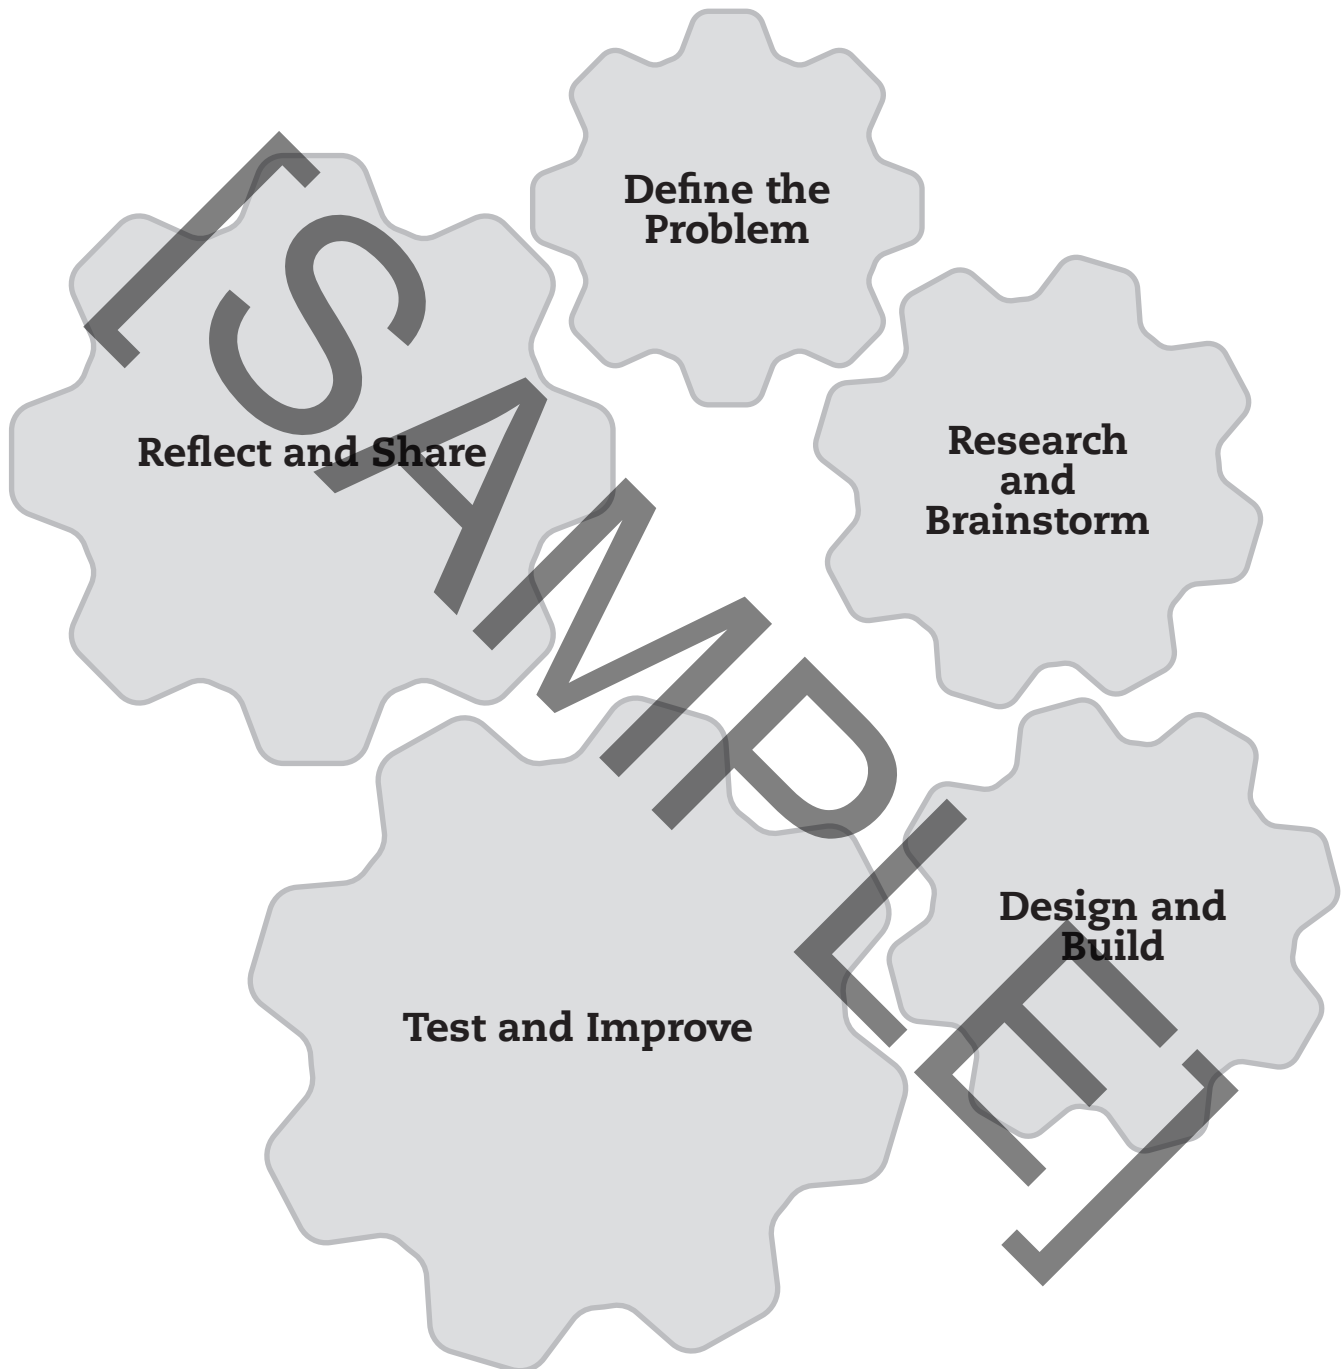 Define the
Problem
Research
and
Brainstorm
Design and
Build
Test and Improve
Reflect and Share
[SAMPLE]